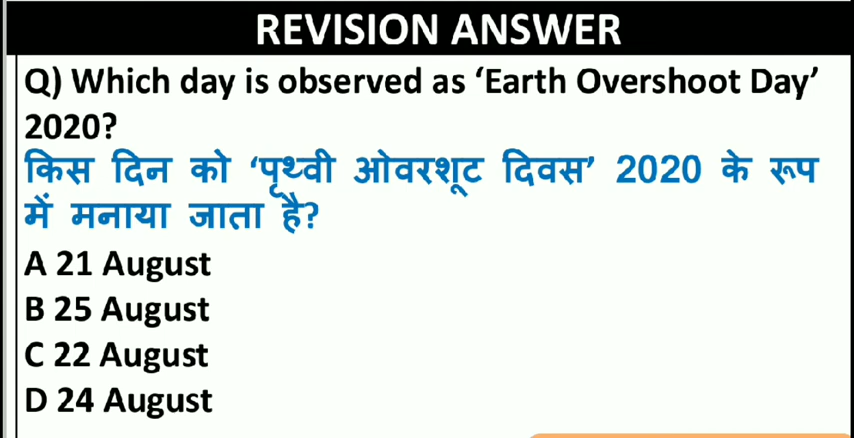 REVISION ANSWER
Q) Which day is observed as ‘Earth Overshoot Day’
2020?
किस दिन को ‘पृथ्वी ओवरशूट दिवस’ 2020 के रूप
में मनाया जाता है?
A 21 August
B 25 August
C 22 August
D 24 August